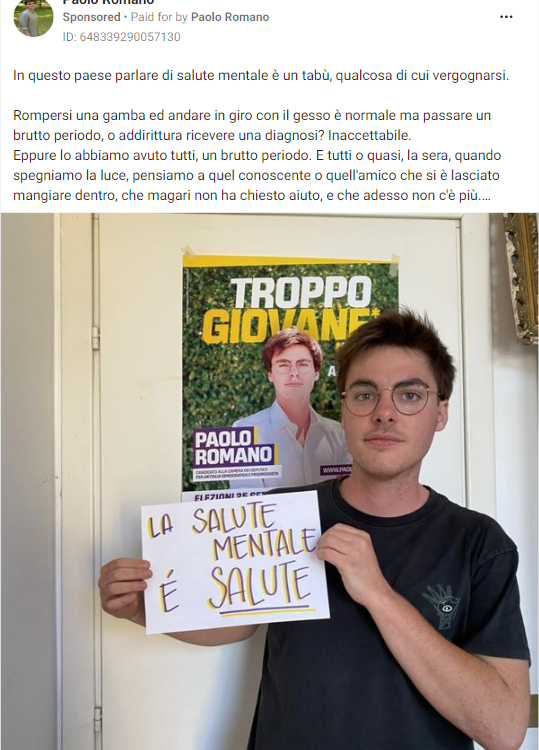 Paolo Romano
Sponsored • Paid for by Paolo Romano
ID: 648339290057130
In questo paese parlare di salute mentale è un tabù, qualcosa di cui vergognarsi.
Rompersi una gamba ed andare in giro con il gesso è normale ma passare un
brutto periodo, o addirittura ricevere una diagnosi? Inaccettabile.
Eppure lo abbiamo avuto tutti, un brutto periodo. E tutti o quasi, la sera, quando
spegniamo la luce, pensiamo a quel conoscente o quell'amico che si è lasciato
mangiare dentro, che magari non ha chiesto aiuto, e che adesso non c'è più....
TROPPO
GIOVANE*
A
PAOLO
ROMANO
CANDIDATO ALLA CAMERA DEI DEPUTATI
PER UN'ITALIA DEMOCRATICA E PROGRESSISTA
WWW.PAO
ELEZIONI 25 SE
LA SALUTE
MENTALE
É SALUTE